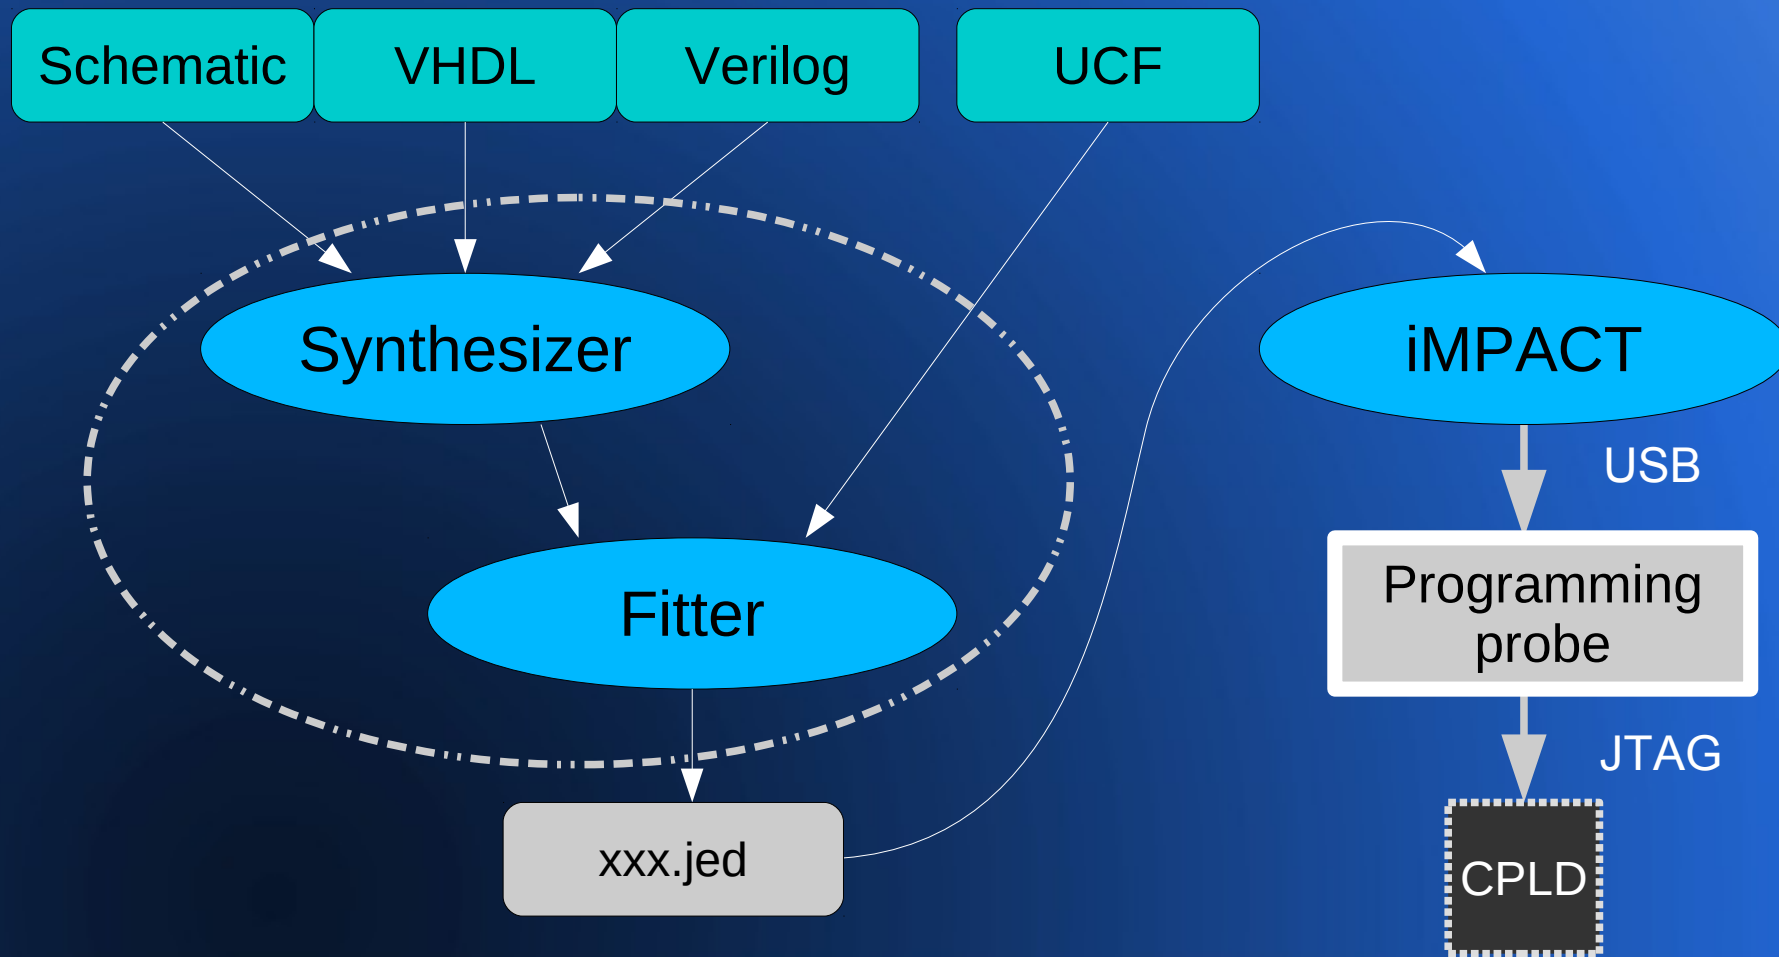 Schematic
VHDL
Verilog
UCF
Synthesizer
iMPACT
USB
Fitter
Programming
probe
JTAG
xxx.jed
CPLD